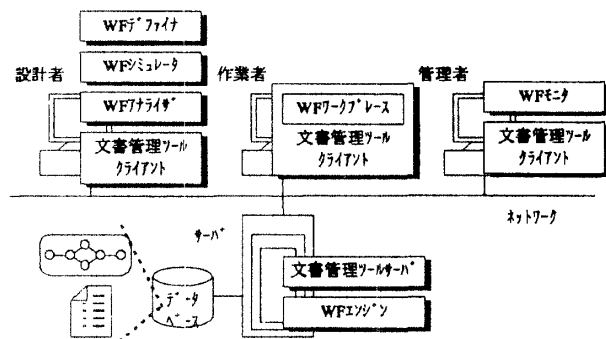 WFﾃﾞﾌｧｲﾅ
設計者
WFｼﾐｭﾚｰﾀ
WFｱﾅﾗｲｻﾞ
文書管理ﾂｰﾙ
ｸﾗｲｱﾝﾄ
作業者
WFﾜｰｸﾌﾟﾚｰｽ
文書管理ﾂｰﾙ
ｸﾗｲｱﾝﾄ
管理者
WFﾓﾆﾀ
文書管理ﾂｰﾙ
ｸﾗｲｱﾝﾄ
ﾈｯﾄﾜｰｸ
ｻｰﾊﾞ
文書管理ﾂｰﾙｻｰﾊﾞ
WFｴﾝｼﾞﾝ
ﾃﾞｰﾀ
ﾍﾞｰｽ